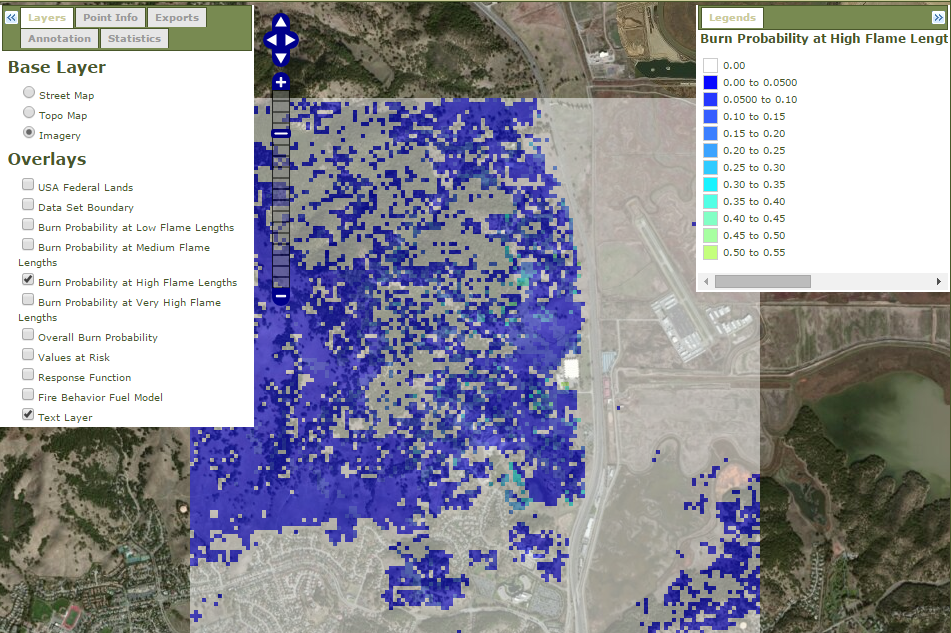 Layers Point Info Exports
Annotation Statistics
Base Layer
Street Map
Topo Map
Imagery
Overlays
USA Federal Lands
Data Set Boundary
Burn Probability at Low Flame Lengths
Burn Probability at Medium Flame
Lengths
Burn Probability at High Flame Lengths
Burn Probability at Very High Flame
Lengths
Overall Burn Probability
Values at Risk
Response Function
Fire Behavior Fuel Model
Text Layer
Legends
Burn Probability at High Flame Lengt
0.00
0.00 to 0.0500
0.0500 to 0.10
0.10 to 0.15
0.15 to 0.20
0.20 to 0.25
0.25 to 0.30
0.30 to 0.35
0.35 to 0.40
0.40 to 0.45
0.45 to 0.50
0.50 to 0.55